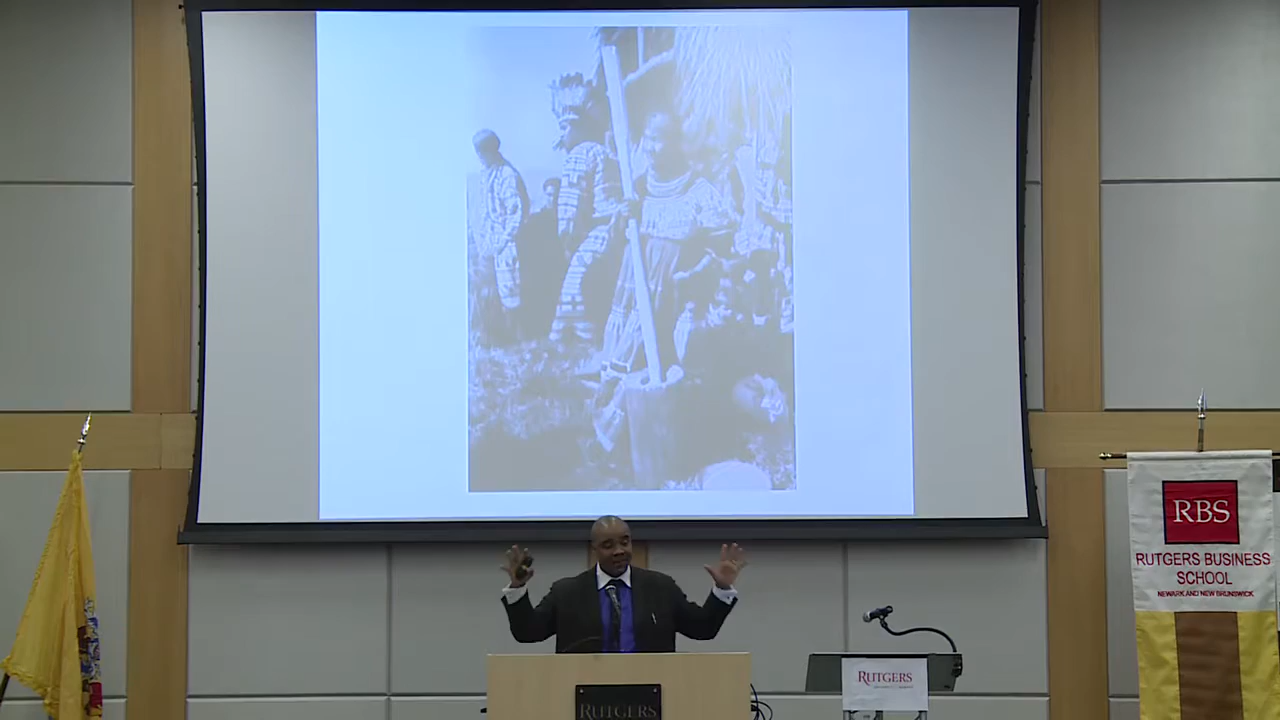 RBS
RUTGERS BUSINESS
SCHOOL
NEWARK AND NEW BRUNSWICK
RUTGERS
RUTGERS